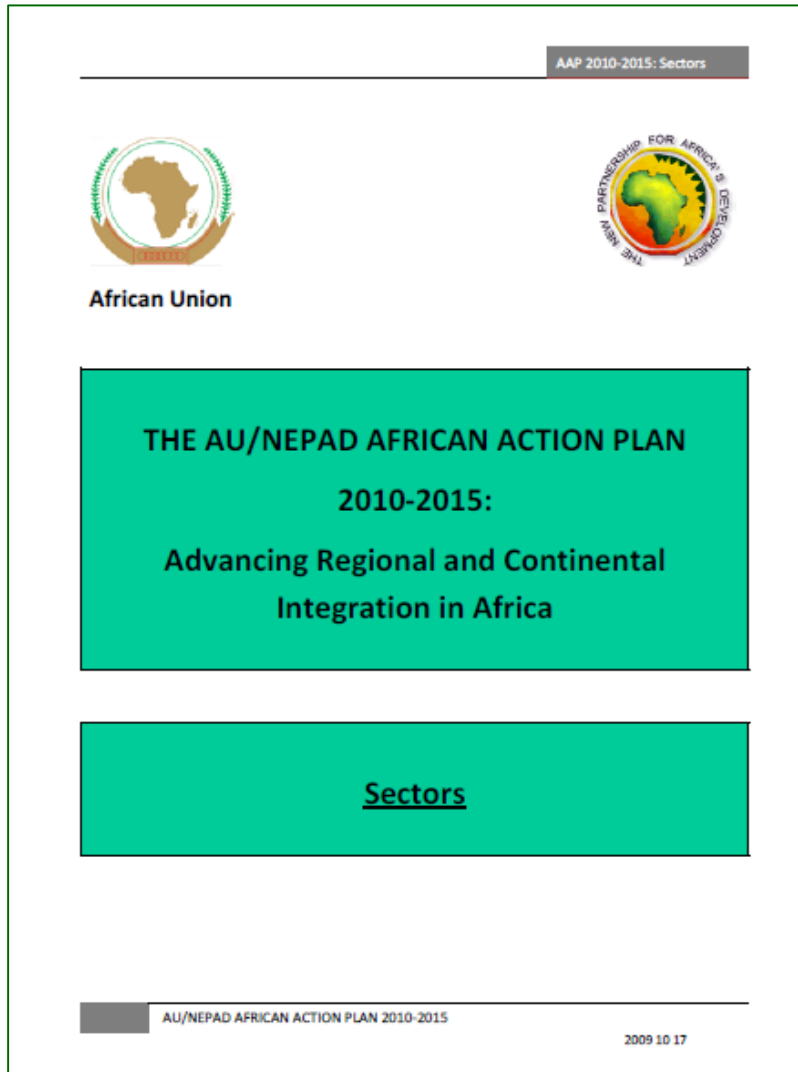 AAP 2010-2015: Sectors
THE NEW PARTNERSHIP FOR AFRICA'S DEVELOPMENT
African Union
THE AU/NEPAD AFRICAN ACTION PLAN
2010-2015:
Advancing Regional and Continental
Integration in Africa
Sectors
AU/NEPAD AFRICAN ACTION PLAN 2010-2015
2009 10 17